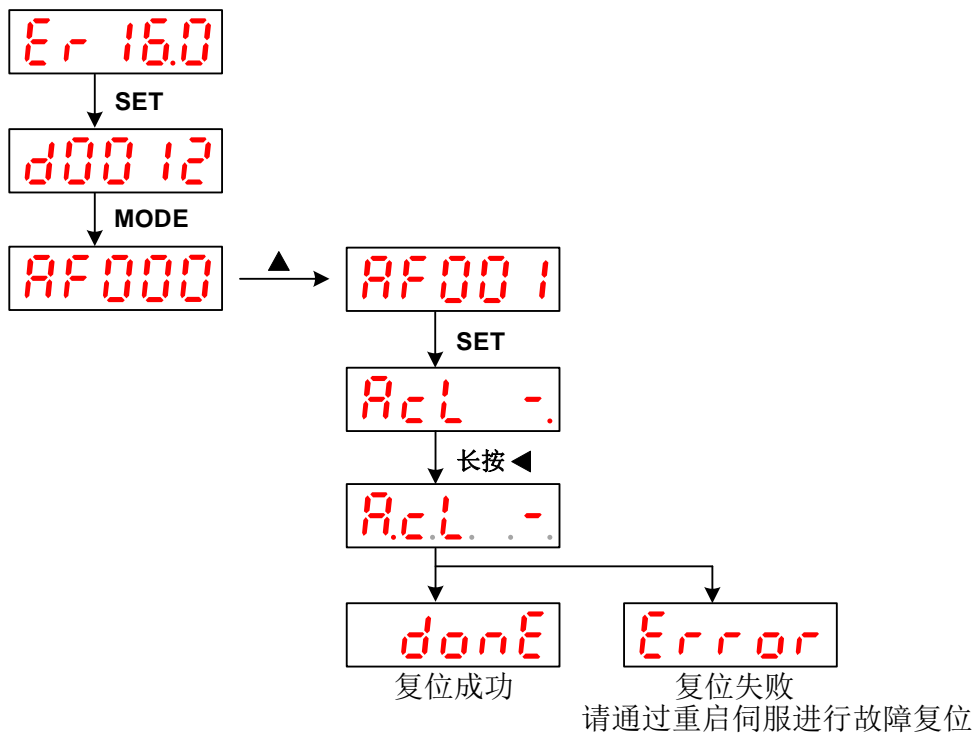 Er 16.0
SET
d0012
MODE
AF000
AF001
SET
AcL -.
长按
A.c.L. . -.
donE
Error
复位成功
复位失败
请通过重启伺服进行故障复位